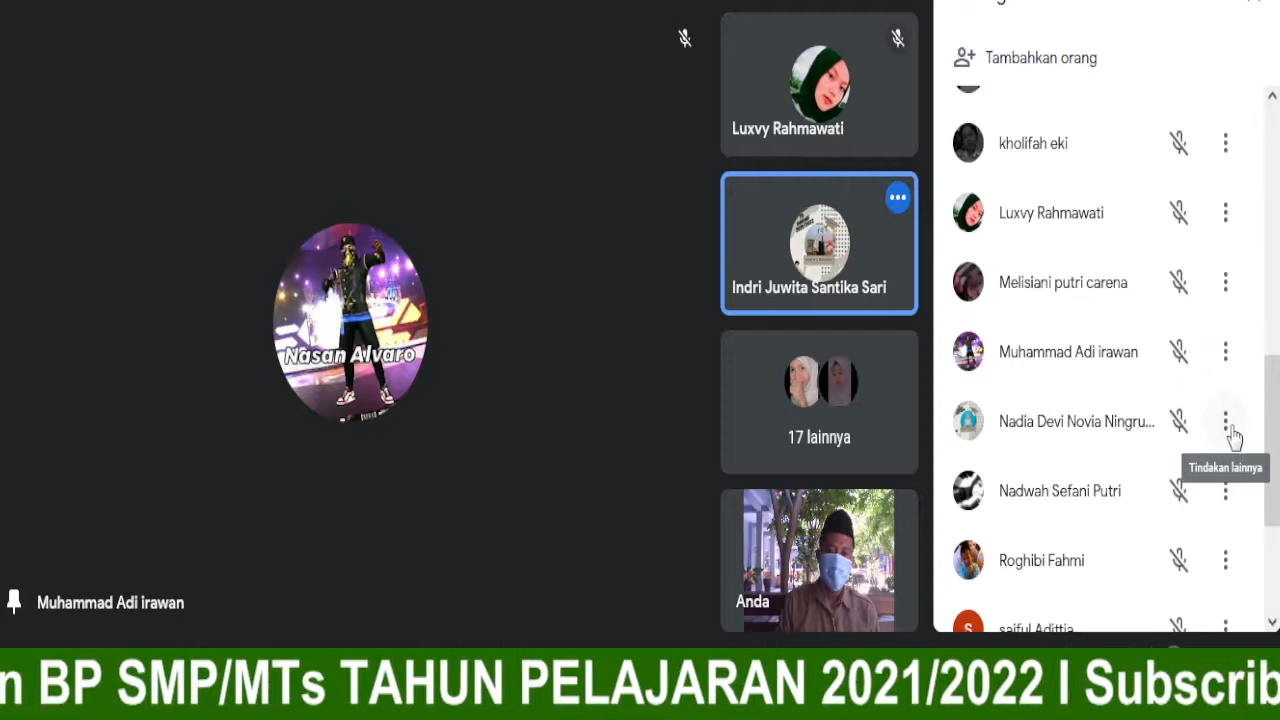 Luxvy Rahmawati
Indri Juwita Santika Sari
17 lainnya
Anda
Nasan Alvaro
Muhammad Adi irawan
Tambahkan orang
kholifah eki
Luxvy Rahmawati
Melisiani putri carena
Muhammad Adi irawan
Nadia Devi Novia Ningru...
Tindakan lainnya
Nadwah Sefani Putri
Roghibi Fahmi
S
saiful Adittia
n BP SMP/MTs TAHUN PELAJARAN 2021/2022 I Subscrib